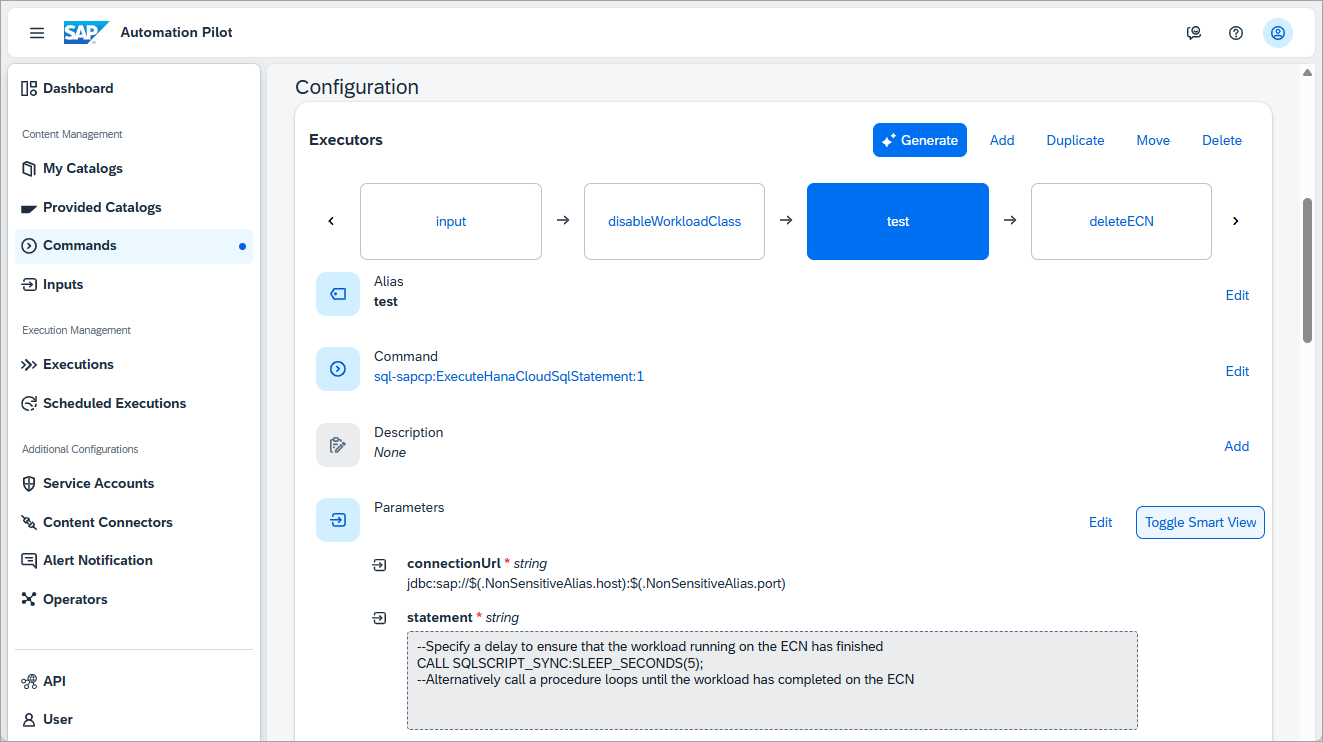 SAP Automation Pilot
Dashboard
Content Management
My Catalogs
Provided Catalogs
Commands
Inputs
Execution Management
Executions
Scheduled Executions
Additional Configurations
Service Accounts
Content Connectors
Alert Notification
Operators
API
User
Configuration
Executors
Generate Add Duplicate Move Delete
input disableWorkloadClass test deleteECN
Alias
test
Edit
Command
sql-sapcp:ExecuteHanaCloudSqlStatement:1
Edit
Description
None
Add
Parameters
Edit Toggle Smart View
connectionUrl * string
jdbc:sap://$(.NonSensitiveAlias.host):$(.NonSensitiveAlias.port)
statement * string
--Specify a delay to ensure that the workload running on the ECN has finished
CALL SQLSCRIPT_SYNC:SLEEP_SECONDS(5);
--Alternatively call a procedure loops until the workload has completed on the ECN